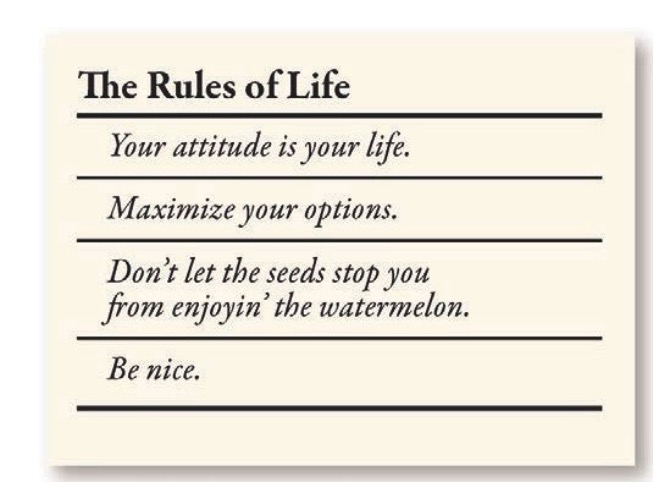 The Rules of Life
Your attitude is your life.
Maximize your options.
Don’t let the seeds stop you
from enjoyin’ the watermelon.
Be nice.